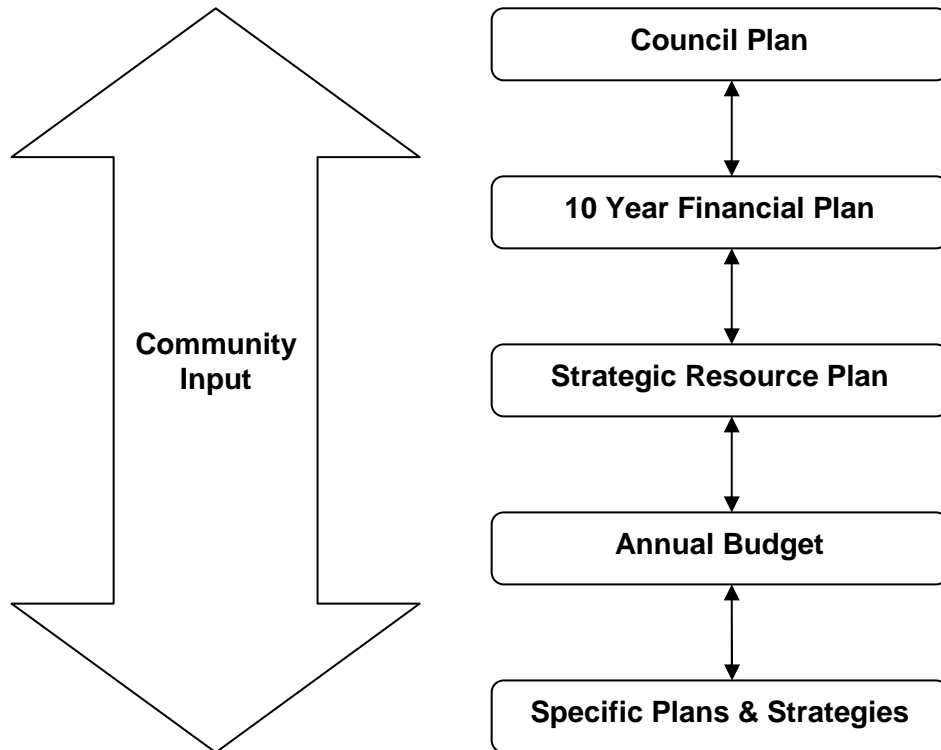 Council Plan
10 Year Financial Plan
Community
Input
Strategic Resource Plan
Annual Budget
Specific Plans & Strategies